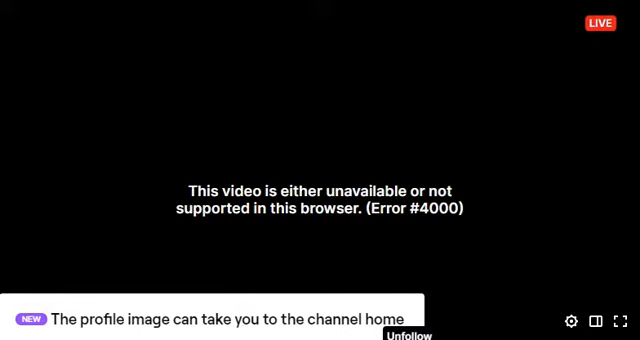 LIVE
This video is either unavailable or not
supported in this browser. (Error #4000)
NEW The profile image can take you to the channel home
Unfollow